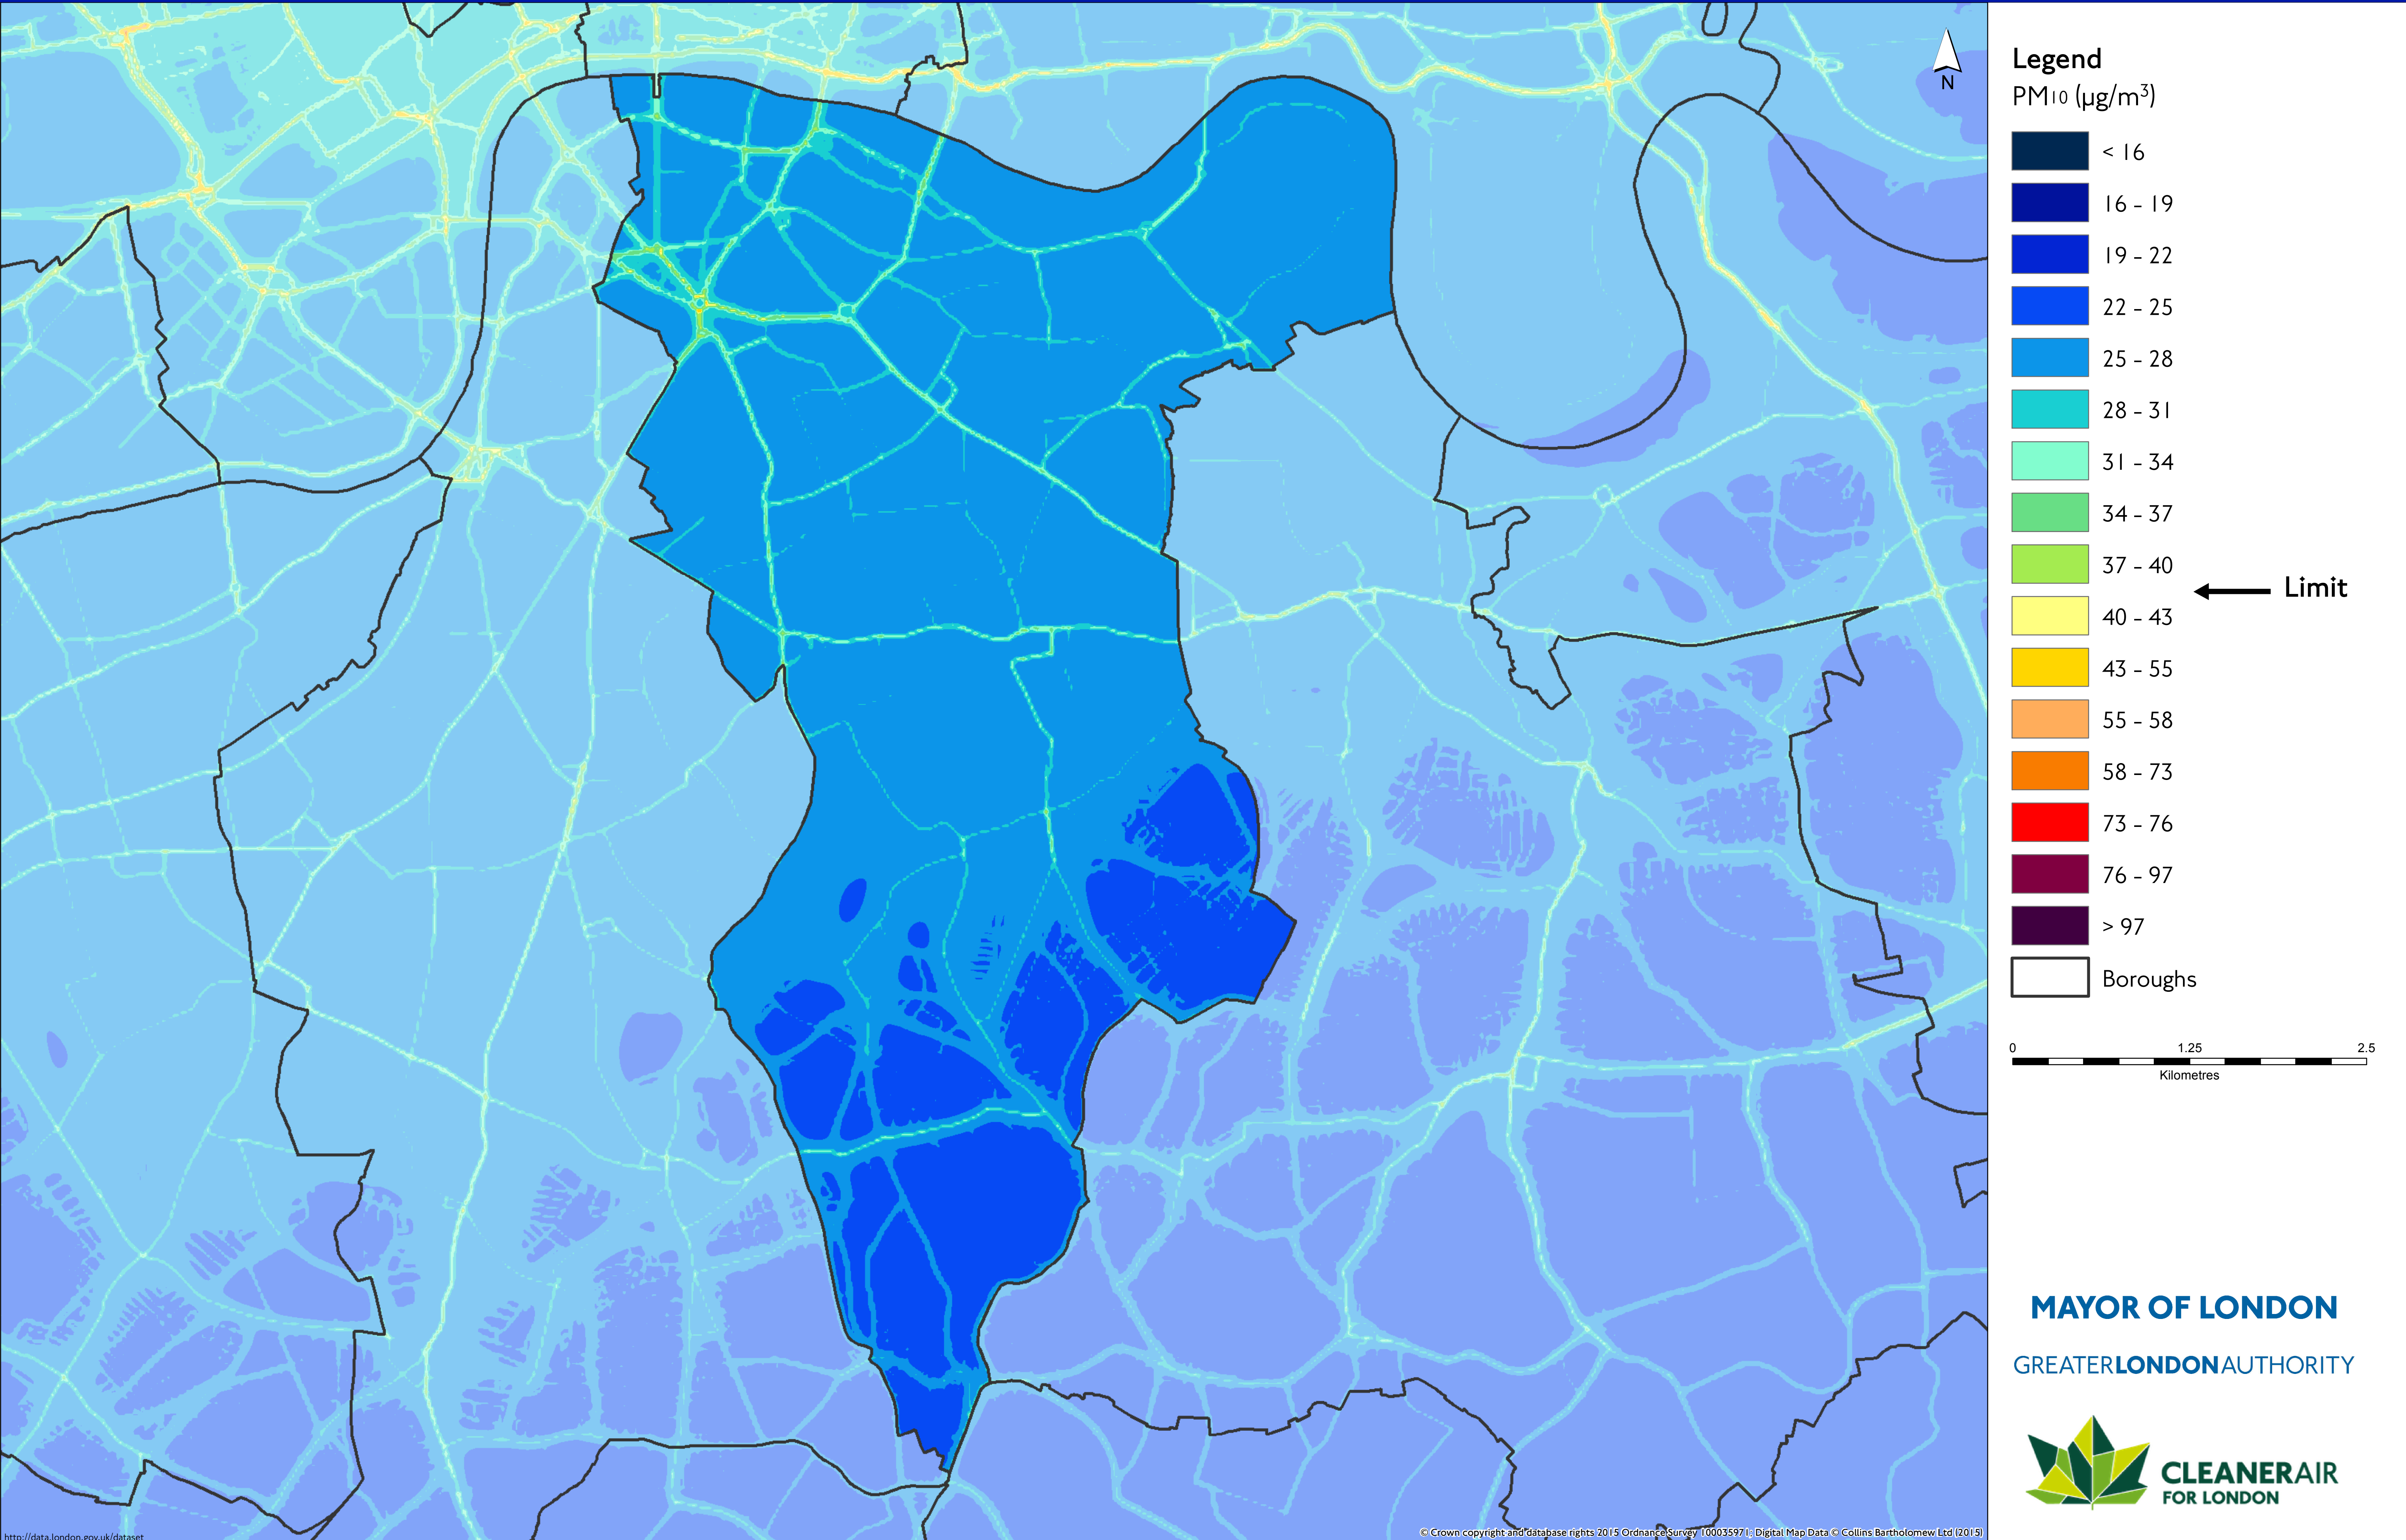 N
Legend
PM10 (µg/m3)
< 16
16 - 19
19 - 22
22 - 25
25 - 28
28 - 31
31 - 34
34 - 37
37 - 40
Limit
40 - 43
43 - 55
55 - 58
58 - 73
73 - 76
76 - 97
> 97
Boroughs
0 1.25 2.5
Kilometres
MAYOR OF LONDON
GREATERLONDONAUTHORITY
CLEANERAIR
FOR LONDON
http://data.london.gov.uk/dataset
© Crown copyright and database rights 2015 Ordnance Survey 100035971; Digital Map Data © Collins Bartholomew Ltd (2015)